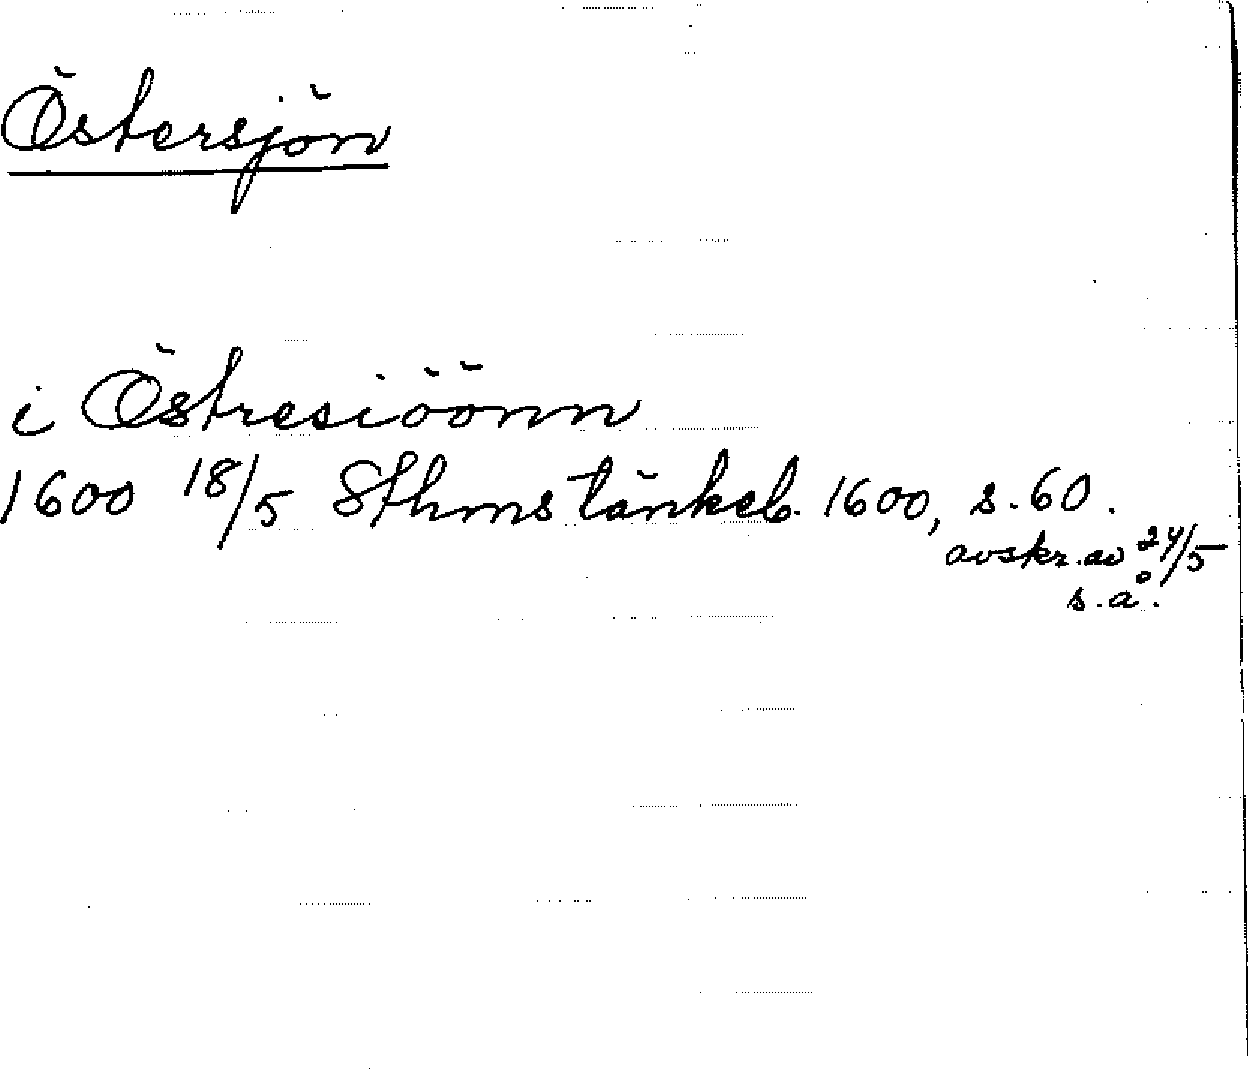 Östersjön
i Östresiöönn
1600 18/5 Sthms tänkeb. 1600, s. 60.
avskr. av 24/5
s. å.